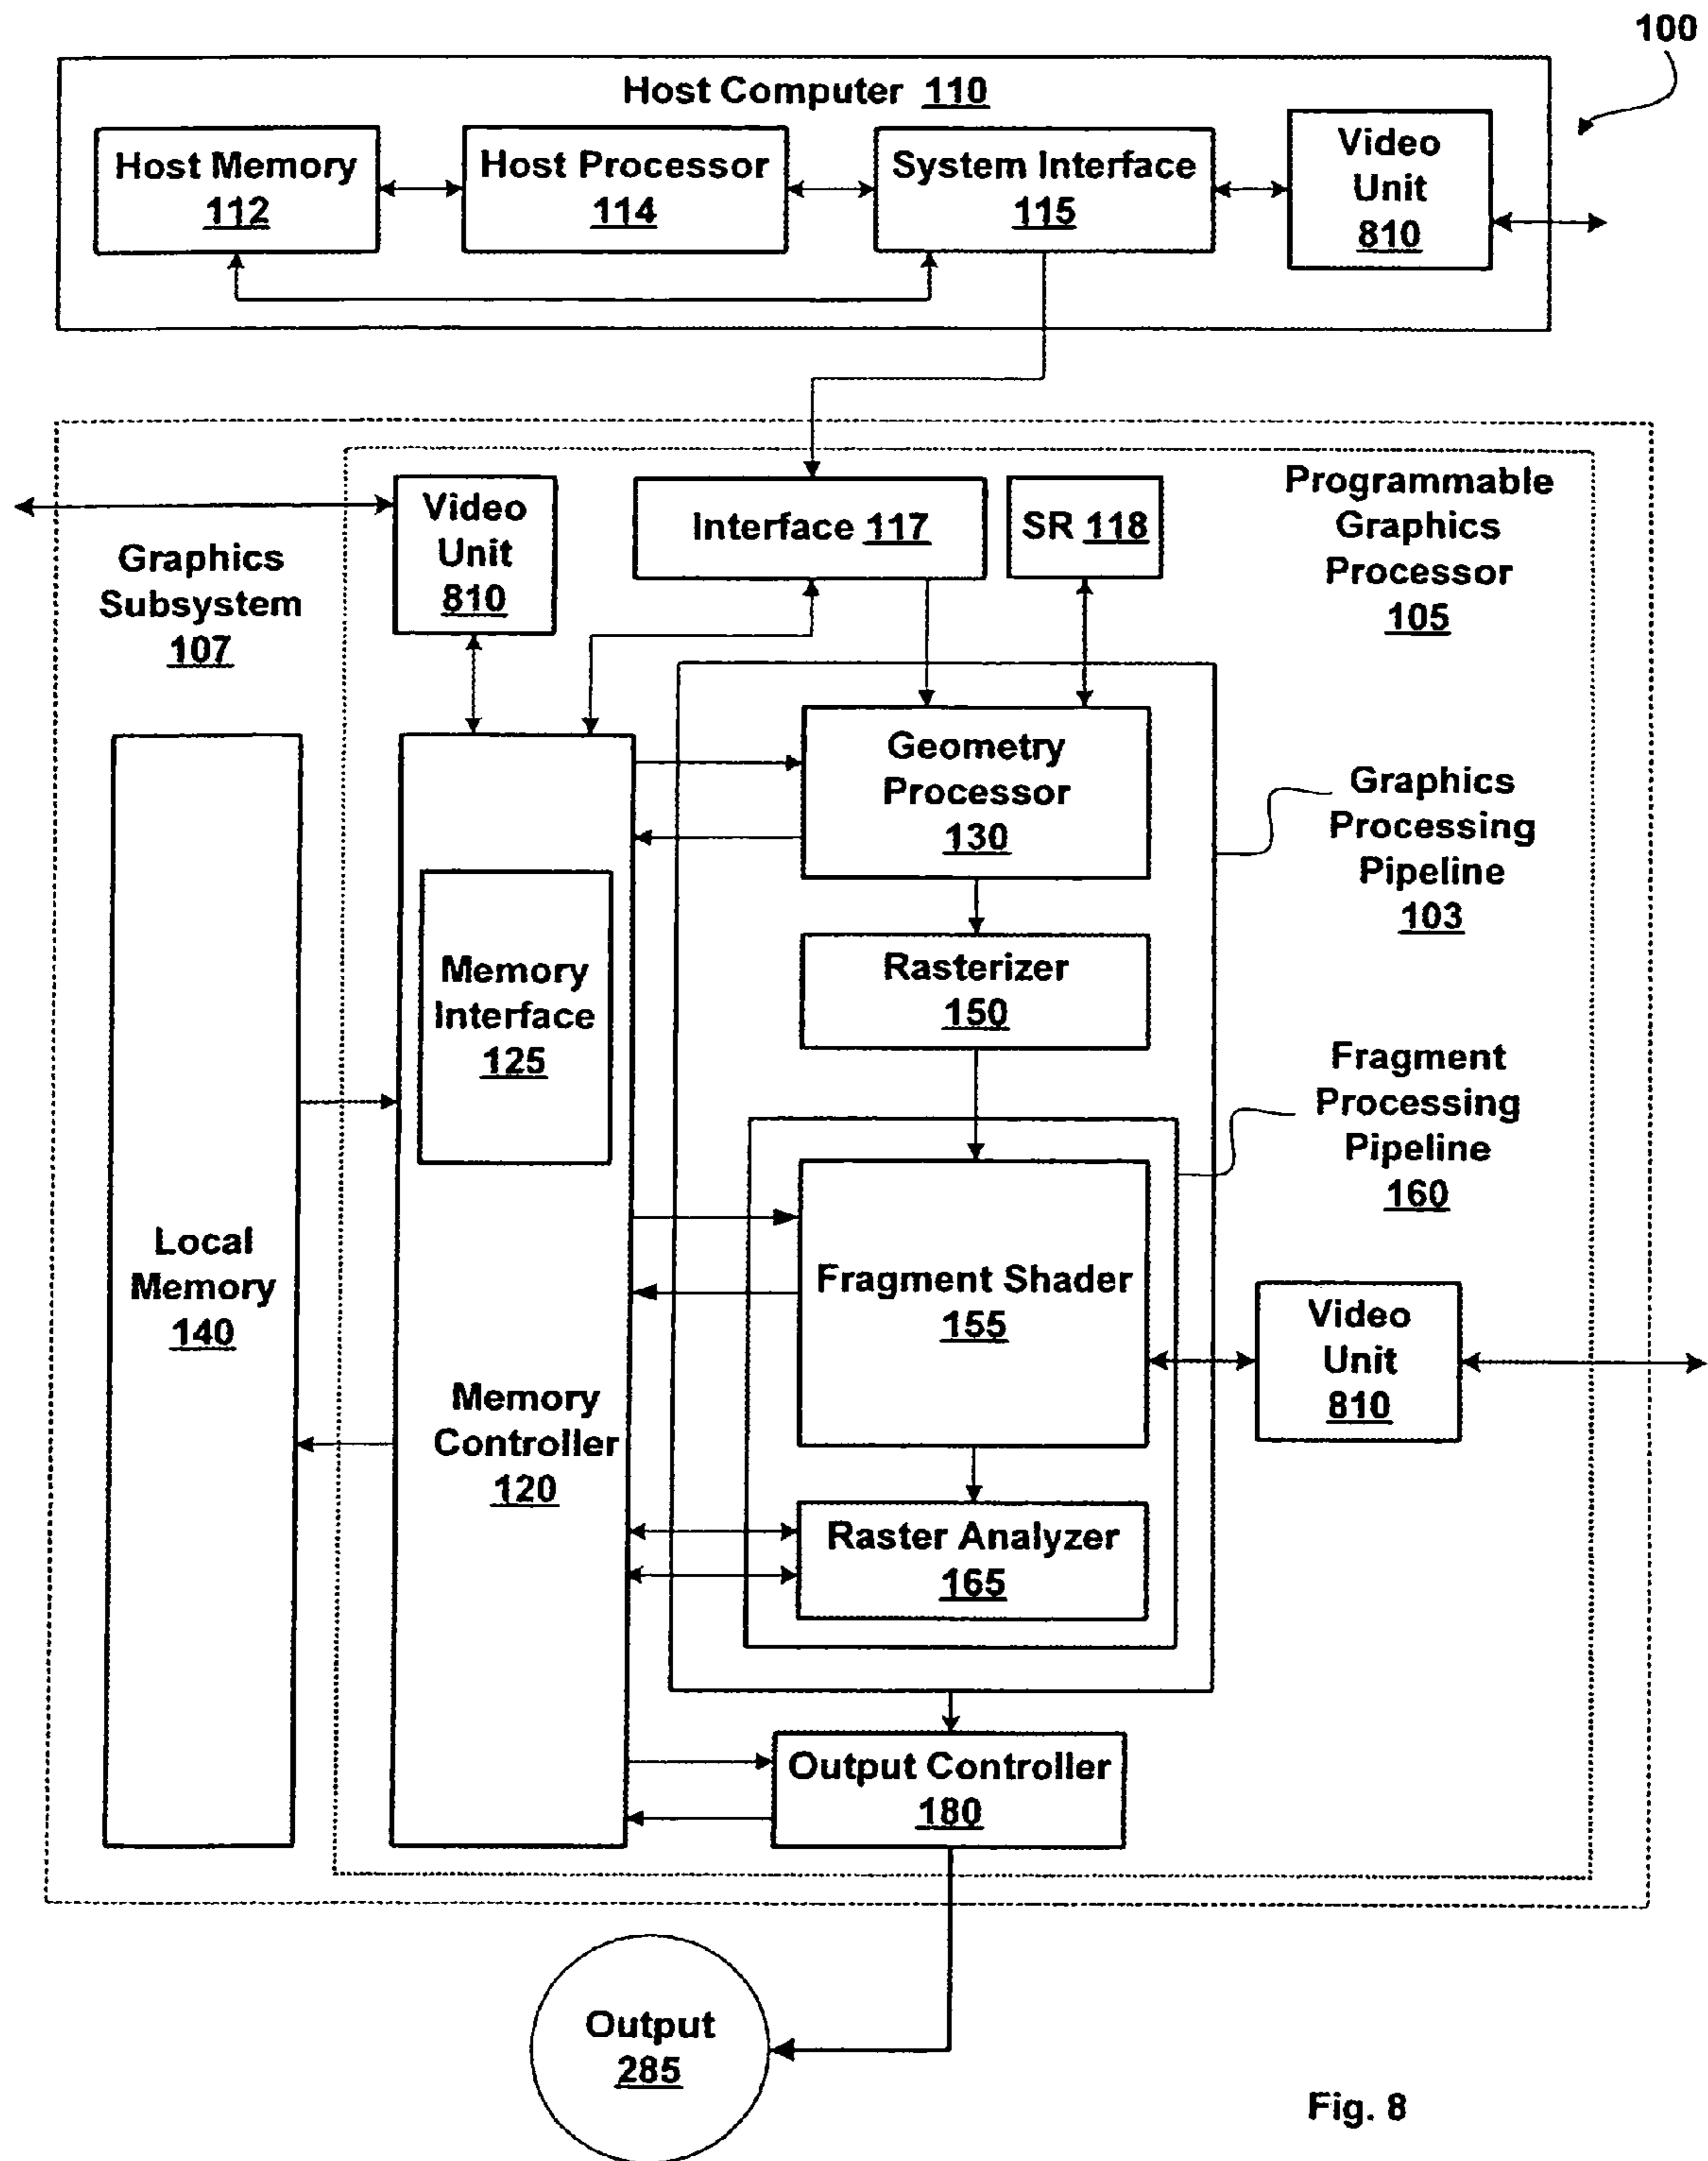 100
Host Computer 110
Host Memory
112
Host Processor
114
System Interface
115
Video
Unit
810
Graphics
Subsystem
107
Video
Unit
810
Interface 117
SR 118
Programmable
Graphics
Processor
105
Geometry
Processor
130
Graphics
Processing
Pipeline
103
Memory
Interface
125
Rasterizer
150
Fragment
Processing
Pipeline
160
Local
Memory
140
Fragment Shader
155
Video
Unit
810
Memory
Controller
120
Raster Analyzer
165
Output Controller
180
Output
285
Fig. 8